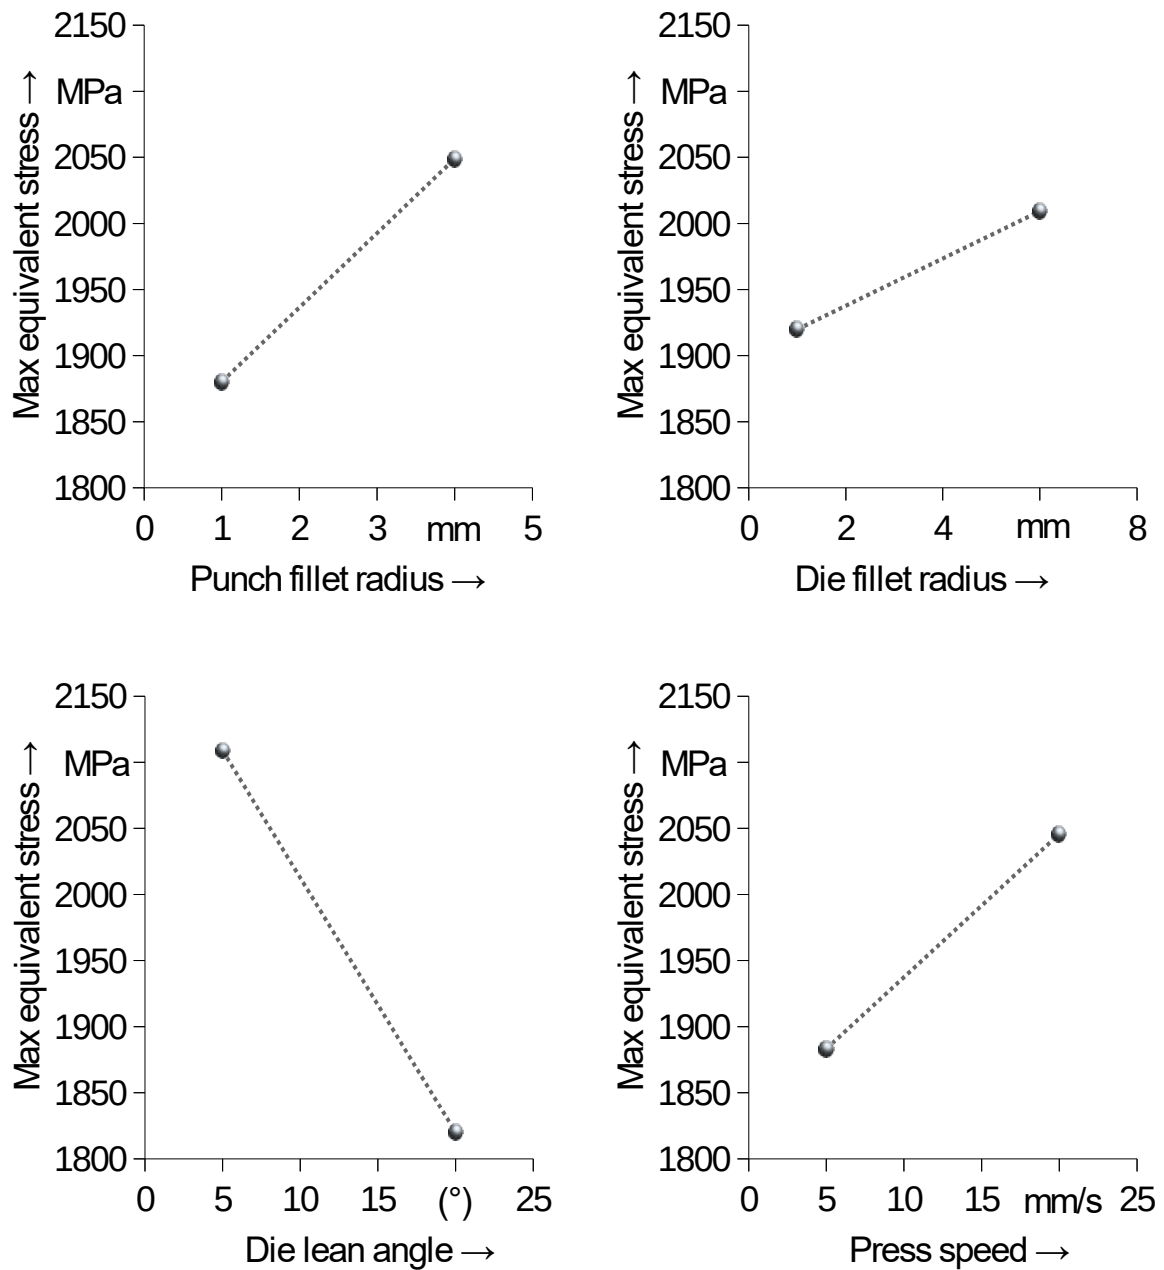 2150
MPa
2050
2000
1950
1900
1850
1800
Max equivalent stress →
0 1 2 3 mm 5
Punch fillet radius →
2150
MPa
2050
2000
1950
1900
1850
1800
Max equivalent stress →
0 2 4 mm 8
Die fillet radius →
2150
MPa
2050
2000
1950
1900
1850
1800
Max equivalent stress →
0 5 10 15 (°) 25
Die lean angle →
2150
MPa
2050
2000
1950
1900
1850
1800
Max equivalent stress →
0 5 10 15 mm/s 25
Press speed →